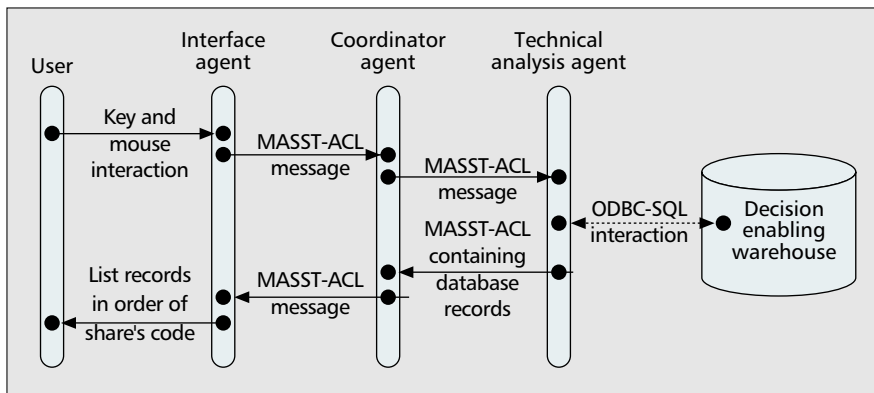 User
Interface
agent
Coordinator
agent
Technical
analysis agent
Key and
mouse
interaction
MASST-ACL
message
MASST-ACL
message
ODBC-SQL
interaction
Decision
enabling
warehouse
MASST-ACL
containing
database
records
MASST-ACL
message
List records
in order of
share's code